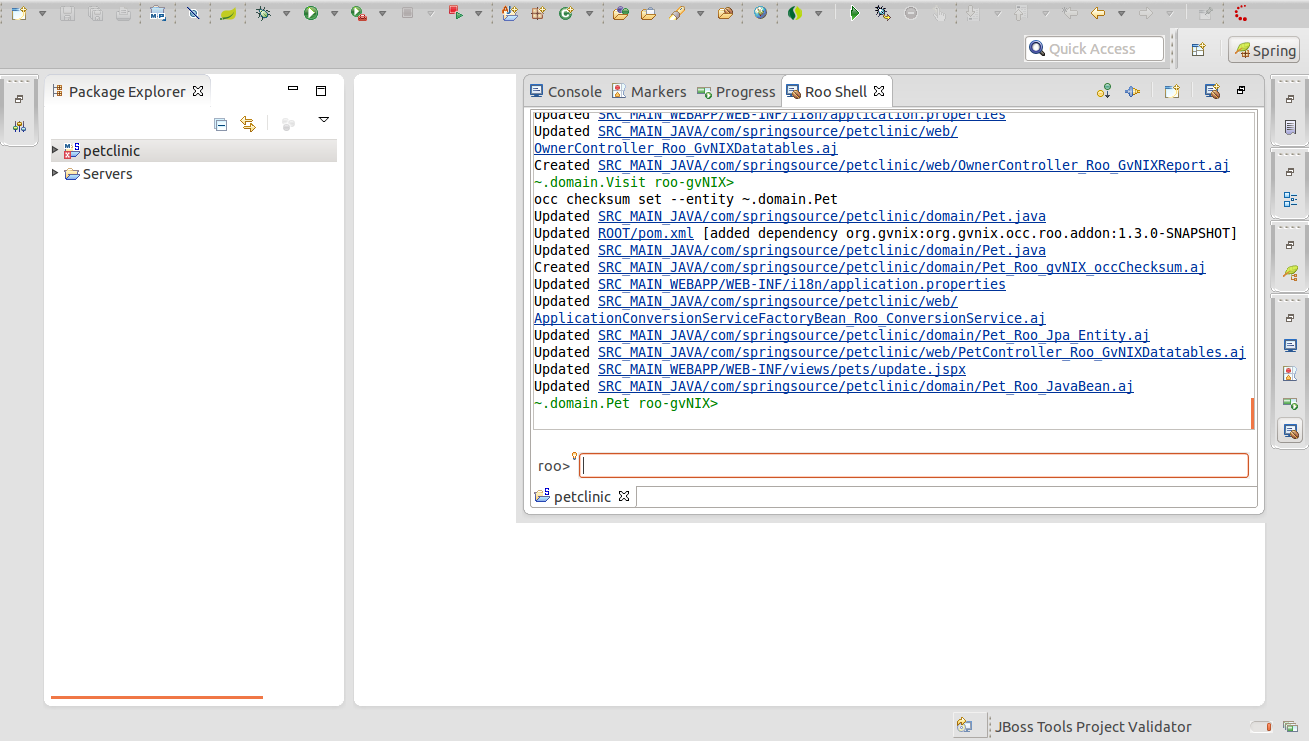 Quick Access
Spring
Package Explorer
petclinic
Servers
Console
Markers
Progress
Roo Shell
Updated SRC_MAIN_WEBAPP/WEB-INF/i18n/application.properties
Updated SRC_MAIN_JAVA/com/springsource/petclinic/web/
OwnerController_Roo_GvNIXDatatables.aj
Created SRC_MAIN_JAVA/com/springsource/petclinic/web/OwnerController_Roo_GvNIXReport.aj
~.domain.Visit roo-gvNIX>
occ checksum set --entity ~.domain.Pet
Updated SRC_MAIN_JAVA/com/springsource/petclinic/domain/Pet.java
Updated ROOT/pom.xml [added dependency org.gvnix:org.gvnix.occ.roo.addon:1.3.0-SNAPSHOT]
Updated SRC_MAIN_JAVA/com/springsource/petclinic/domain/Pet.java
Created SRC_MAIN_JAVA/com/springsource/petclinic/domain/Pet_Roo_gvNIX_occChecksum.aj
Updated SRC_MAIN_WEBAPP/WEB-INF/i18n/application.properties
Updated SRC_MAIN_JAVA/com/springsource/petclinic/web/
ApplicationConversionServiceFactoryBean_Roo_ConversionService.aj
Updated SRC_MAIN_JAVA/com/springsource/petclinic/domain/Pet_Roo_Jpa_Entity.aj
Updated SRC_MAIN_JAVA/com/springsource/petclinic/web/PetController_Roo_GvNIXDatatables.aj
Updated SRC_MAIN_WEBAPP/WEB-INF/views/pets/update.jspx
Updated SRC_MAIN_JAVA/com/springsource/petclinic/domain/Pet_Roo_JavaBean.aj
~.domain.Pet roo-gvNIX>
roo>
petclinic
JBoss Tools Project Validator